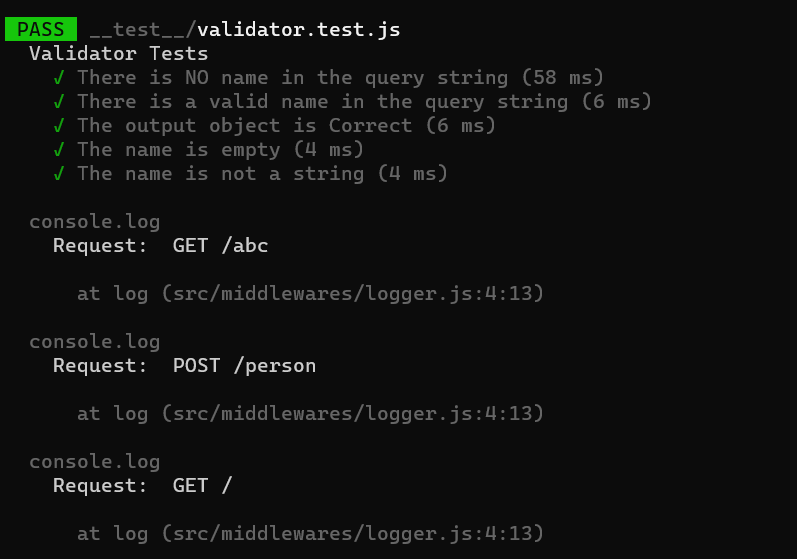 PASS __test__/validator.test.js
Validator Tests
√ There is NO name in the query string (58 ms)
√ There is a valid name in the query string (6 ms)
√ The output object is Correct (6 ms)
√ The name is empty (4 ms)
√ The name is not a string (4 ms)
console.log
Request:  GET /abc
at log (src/middlewares/logger.js:4:13)
console.log
Request:  POST /person
at log (src/middlewares/logger.js:4:13)
console.log
Request:  GET /
at log (src/middlewares/logger.js:4:13)